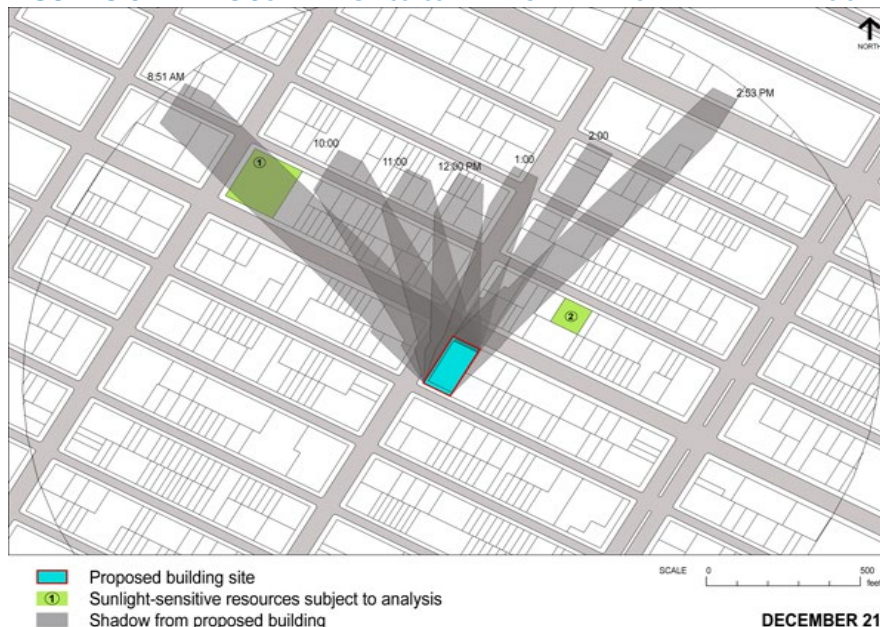 NORTH
8:51 AM
2:53 PM
10:00
11:00
12:00 PM
1:00
2:00
①
②
Proposed building site
① Sunlight-sensitive resources subject to analysis
Shadow from proposed building
SCALE 0 500
feet
DECEMBER 21